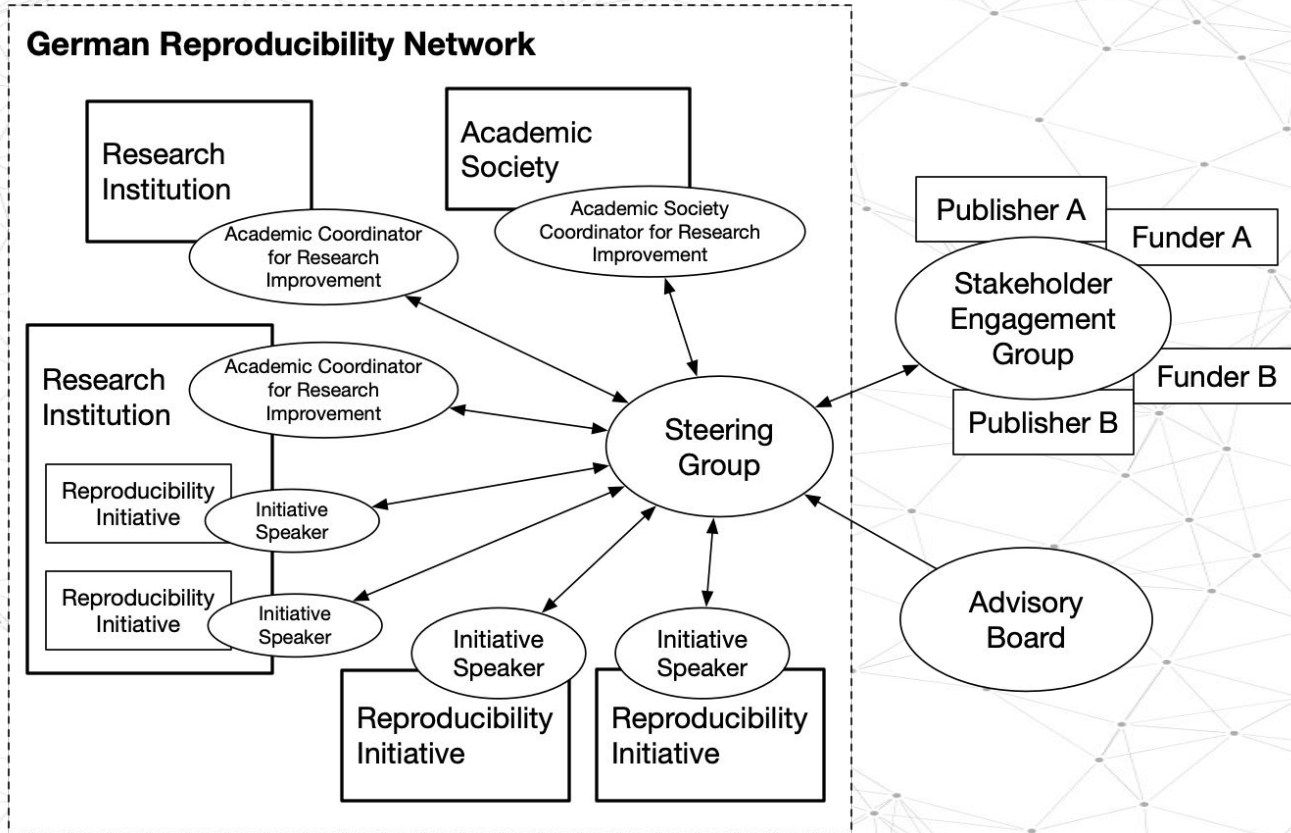 German Reproducibility Network
Research
Institution
Academic Coordinator
for Research
Improvement
Academic
Society
Academic Society
Coordinator for Research
Improvement
Research
Institution
Academic Coordinator
for Research
Improvement
Reproducibility
Initiative
Initiative
Speaker
Reproducibility
Initiative
Initiative
Speaker
Initiative
Speaker
Reproducibility
Initiative
Initiative
Speaker
Reproducibility
Initiative
Steering
Group
Publisher A
Funder A
Stakeholder
Engagement
Group
Funder B
Publisher B
Advisory
Board